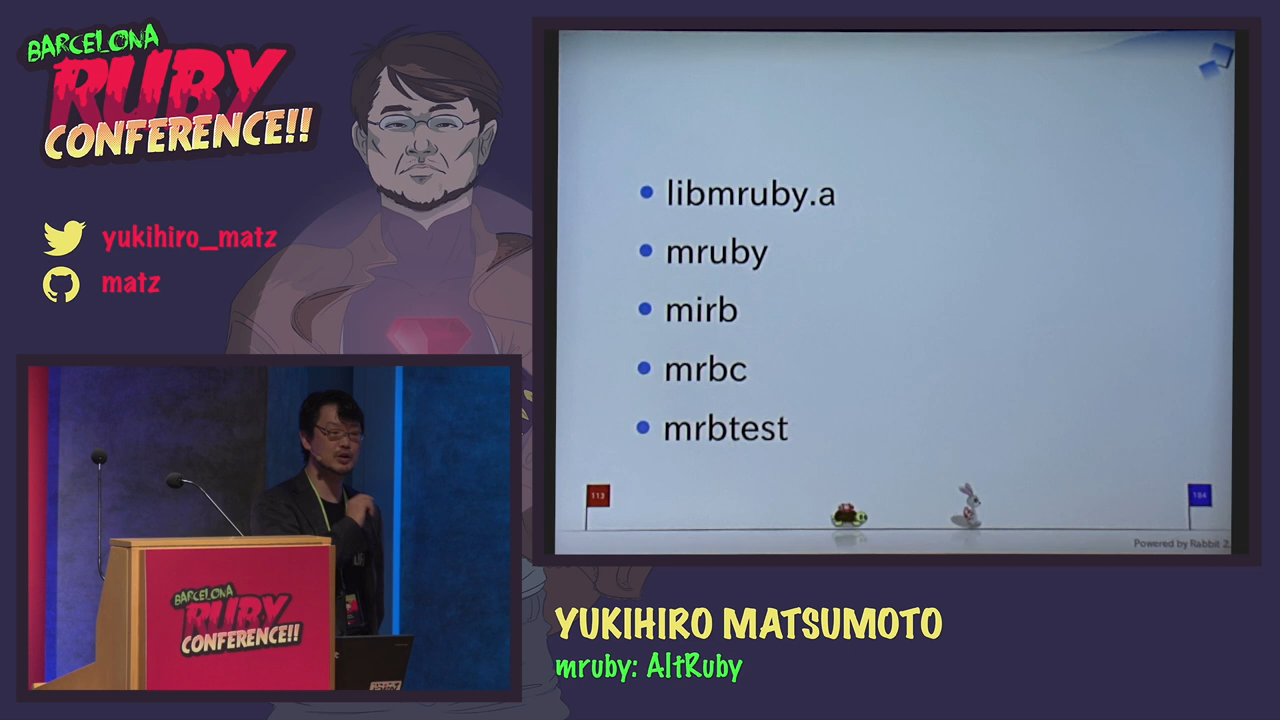 BARCELONA
RUBY
CONFERENCE!!
yukihiro_matz
matz
libmruby.a
mruby
mirb
mrbc
mrbtest
113
184
Powered by Rabbit 2.
BARCELONA
RUBY
CONFERENCE!!
YUKIHIRO MATSUMOTO
mruby: AltRuby